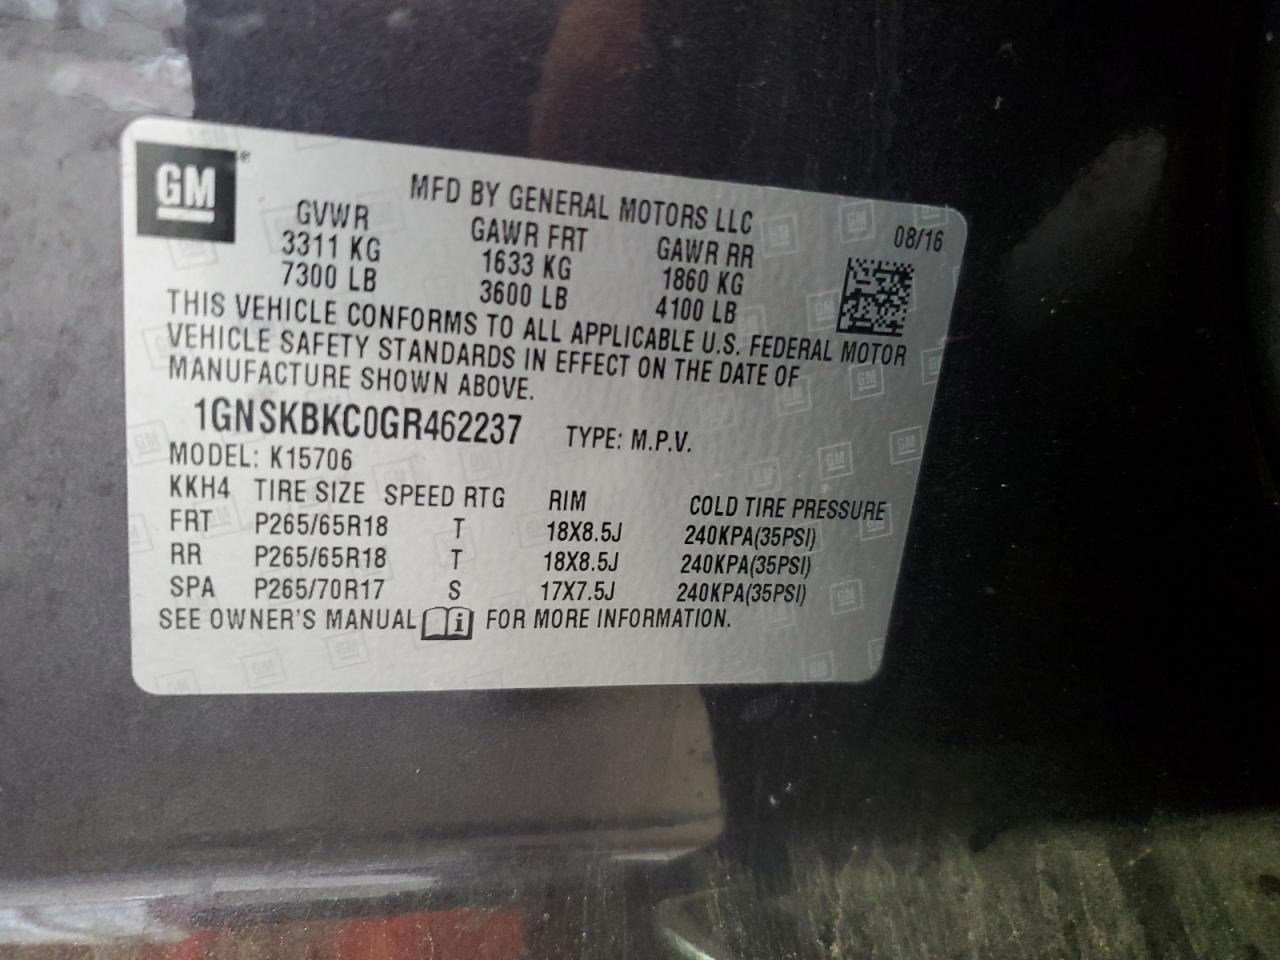 GM
MFD BY GENERAL MOTORS LLC
08/16
GVWR GAWR FRT GAWR RR
3311 KG 1633 KG 1860 KG
7300 LB 3600 LB 4100 LB
THIS VEHICLE CONFORMS TO ALL APPLICABLE U.S. FEDERAL MOTOR
VEHICLE SAFETY STANDARDS IN EFFECT ON THE DATE OF
MANUFACTURE SHOWN ABOVE.
1GNSKBKC0GR462237 TYPE: M.P.V.
MODEL: K15706
KKH4 TIRE SIZE SPEED RTG RIM COLD TIRE PRESSURE
FRT P265/65R18 T 18X8.5J 240KPA(35PSI)
RR P265/65R18 T 18X8.5J 240KPA(35PSI)
SPA P265/70R17 S 17X7.5J 240KPA(35PSI)
SEE OWNER'S MANUAL i FOR MORE INFORMATION.